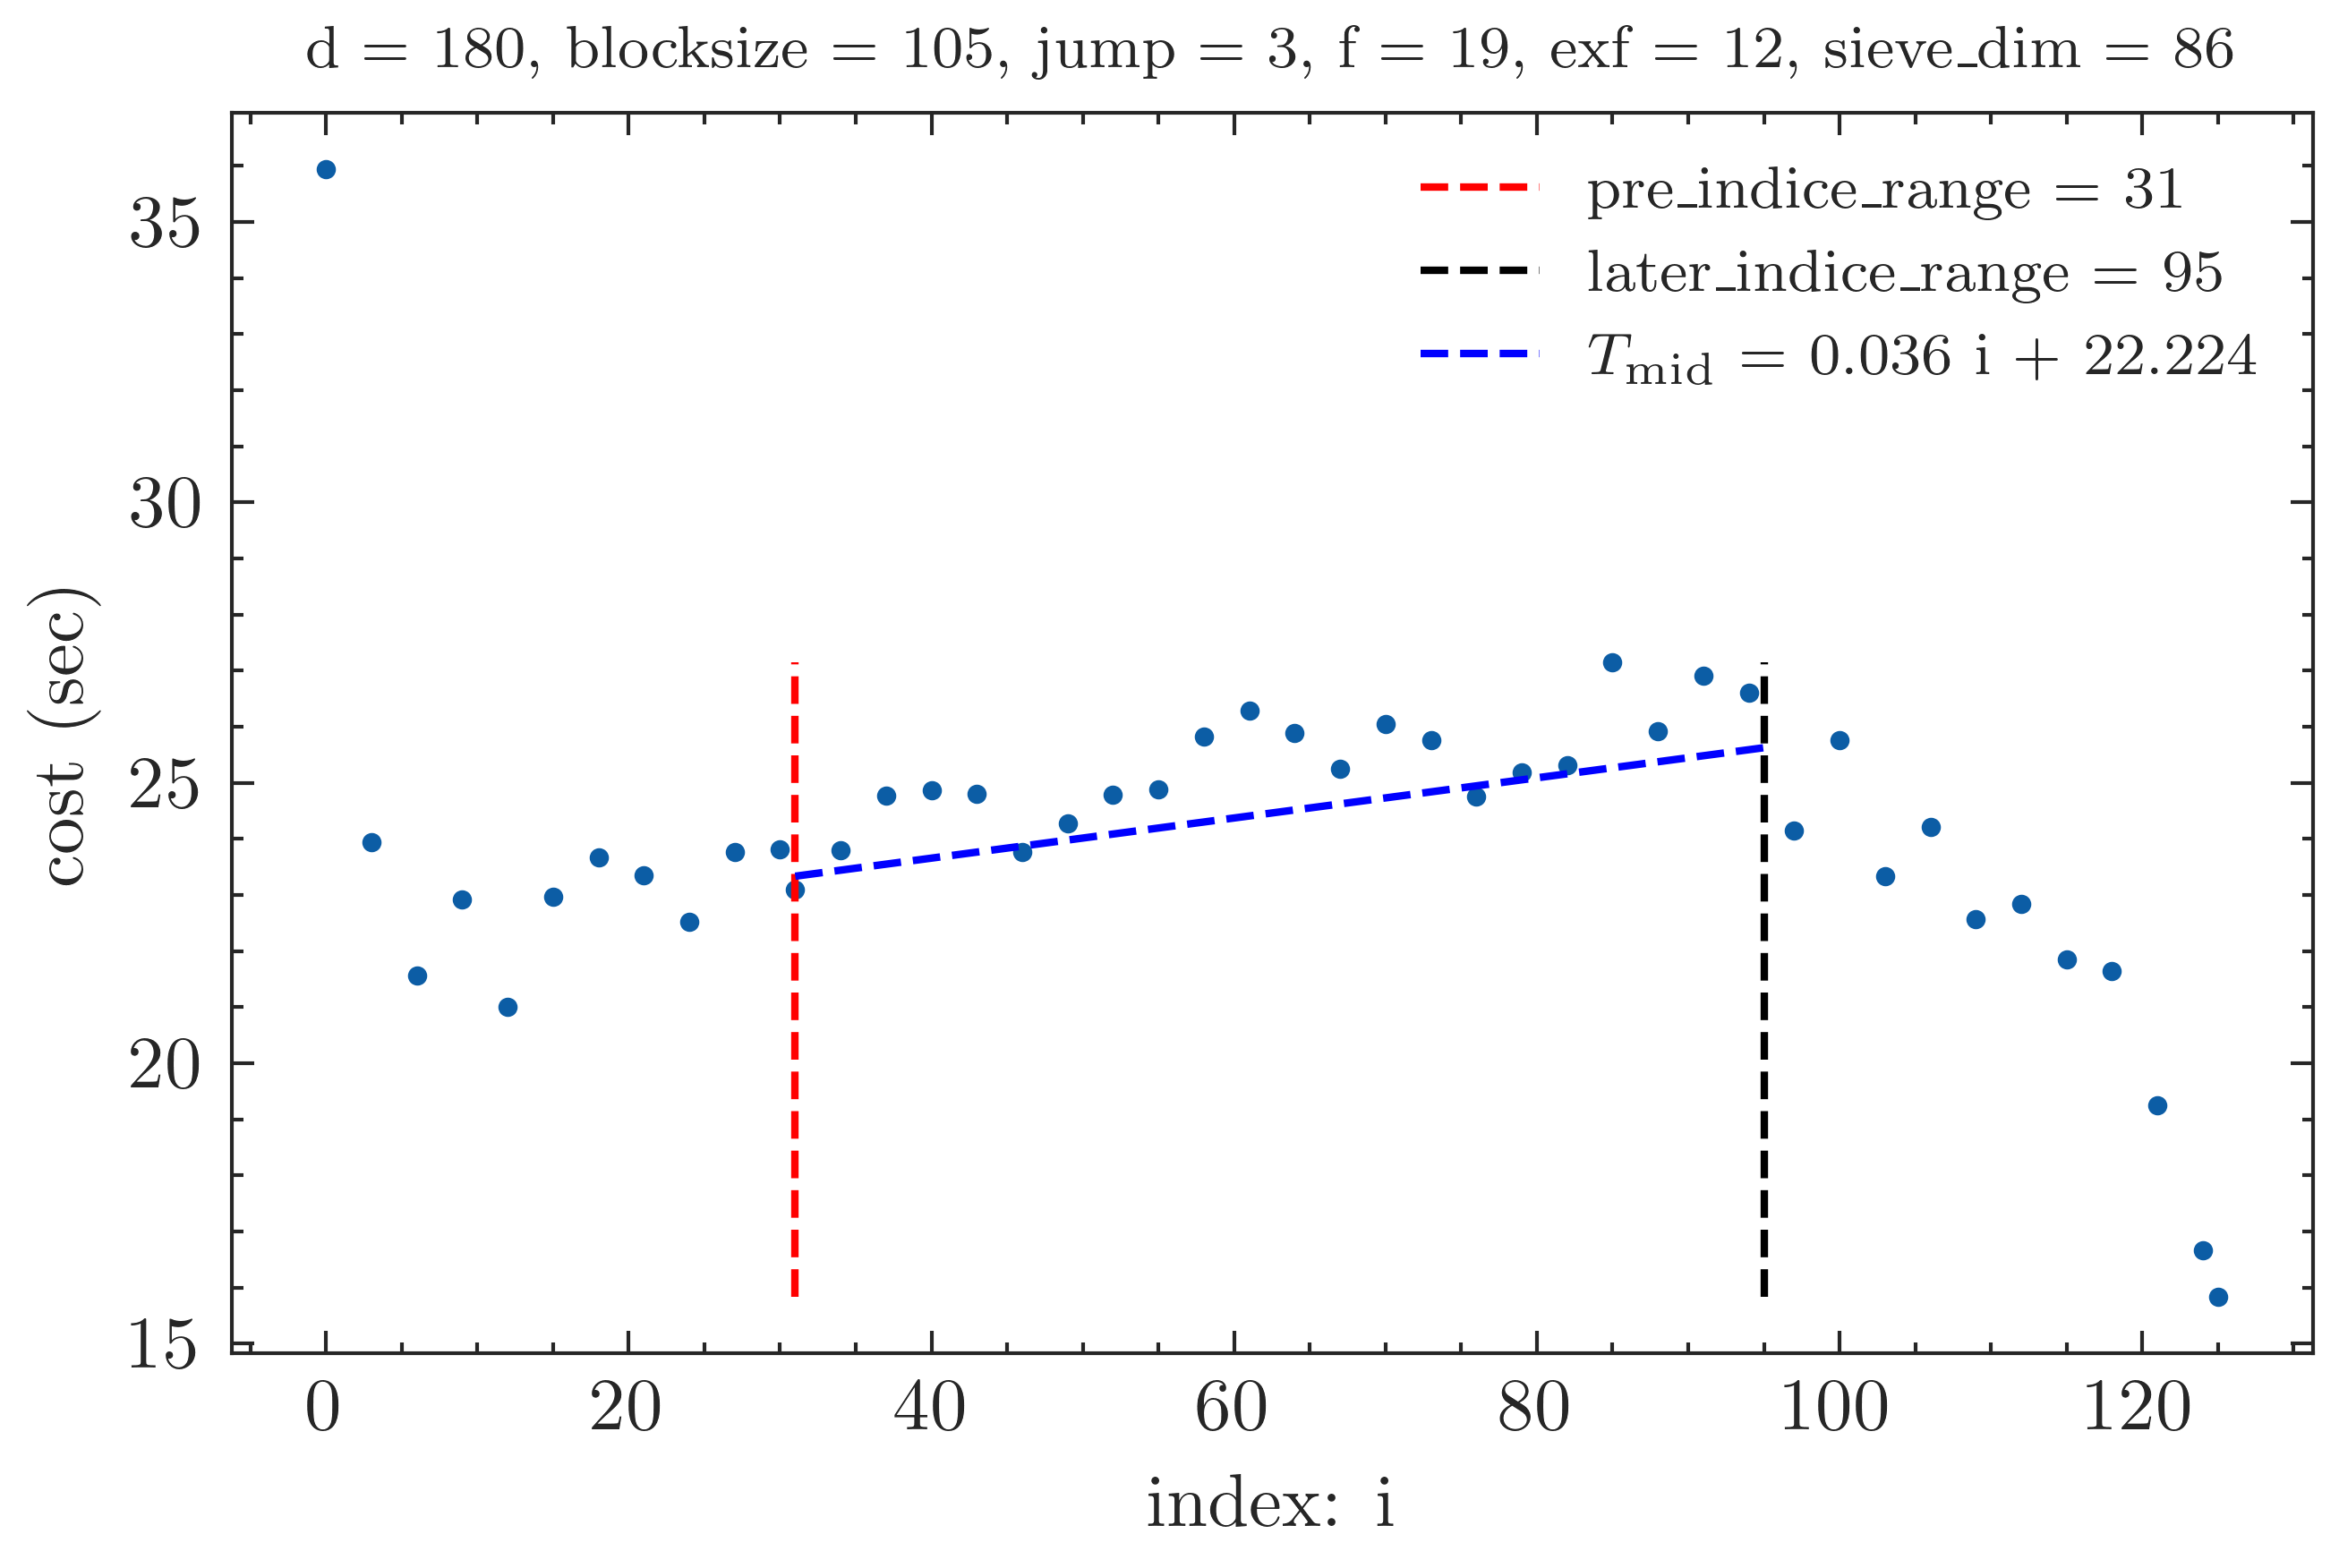 d = 180, blocksize = 105, jump = 3, f = 19, exf = 12, sieve_dim = 86
pre_indice_range = 31
later_indice_range = 95
T_mid = 0.036 i + 22.224
35
30
25
20
15
cost (sec)
0 20 40 60 80 100 120
index: i